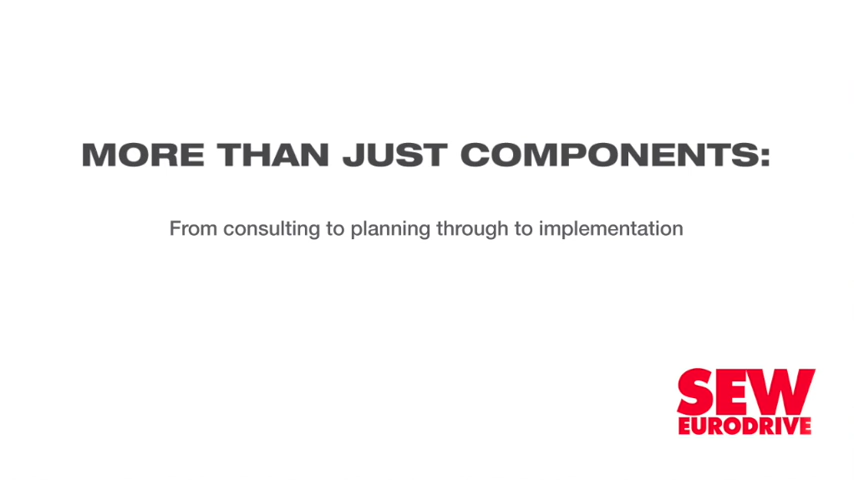 MORE THAN JUST COMPONENTS:
From consulting to planning through to implementation
SEW
EURODRIVE